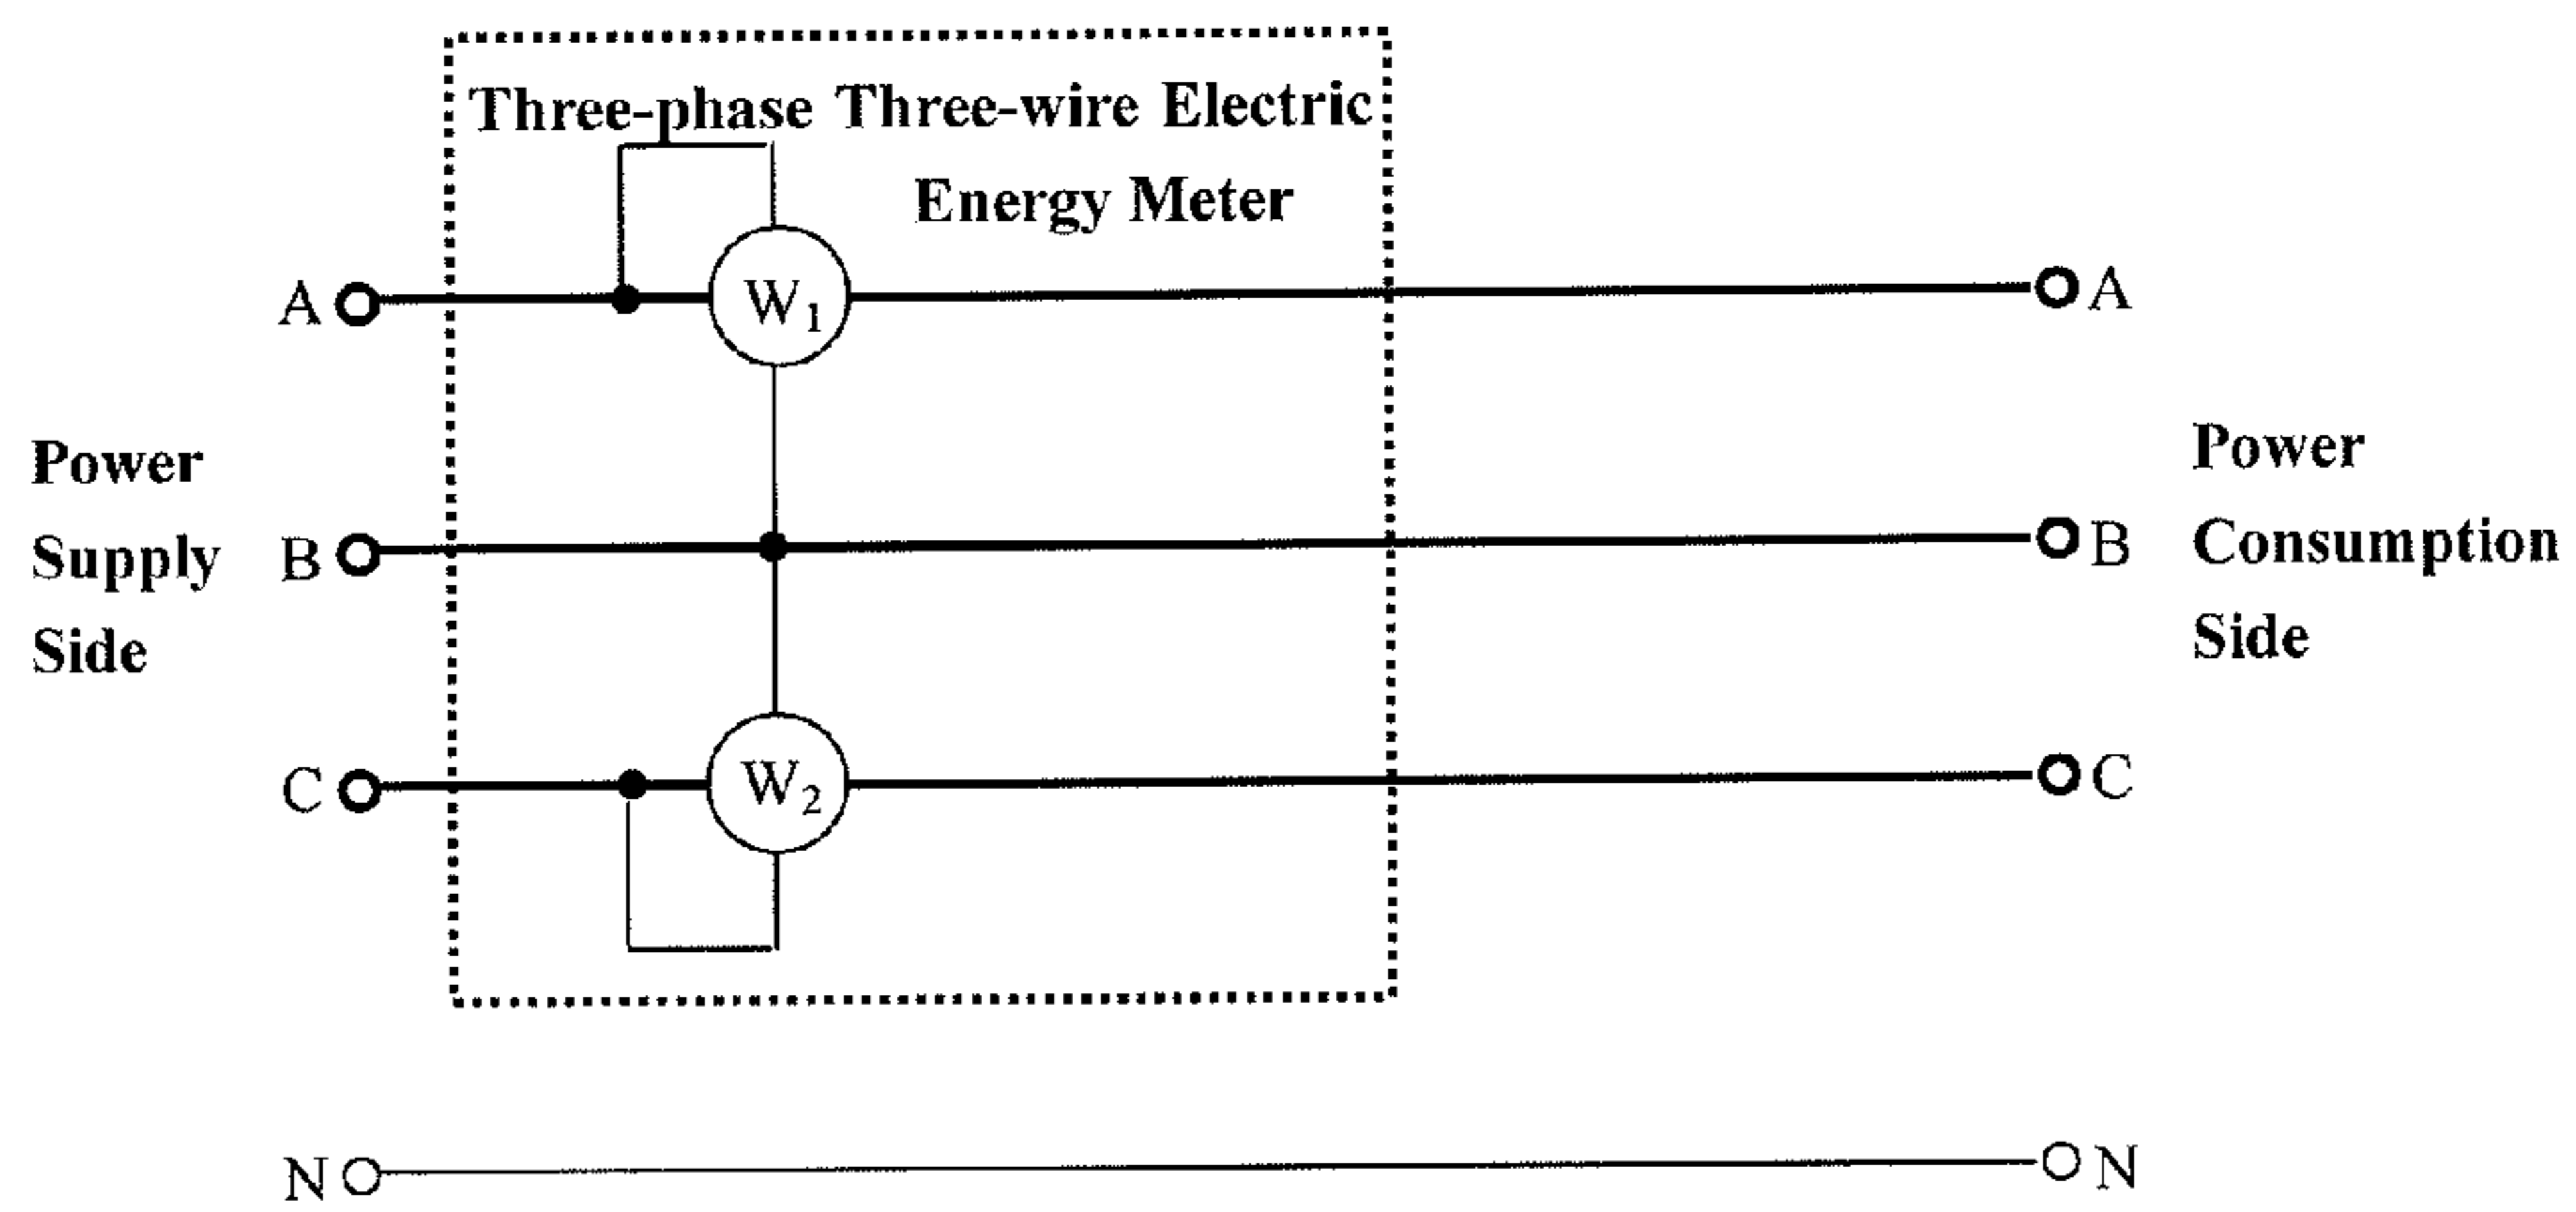 Three-phase Three-wire Electric
Energy Meter
A
W₁
A
Power
Supply
Side
B
B
Power
Consumption
Side
C
W₂
C
N
N